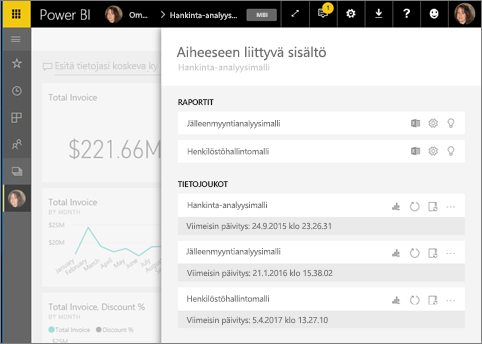 Power BI
Om...
Hankinta-analyys...
MBI
1
?
Esitä tietojasi koskeva ky
Total Invoice
$221.66M
Total Invoice
BY MONTH
$25M
$20M
January
February
March
April
May
June
July
Total Invoice, Discount %
BY MONTH
Total Invoice
Discount %
$25M
Aiheeseen liittyvä sisältö
Hankinta-analyysimalli
RAPORTIT
Jälleenmyyntianalyysimalli
Henkilöstöhallintomalli
TIETOJOUKOT
Hankinta-analyysimalli
Viimeisin päivitys: 24.9.2015 klo 23.26.31
Jälleenmyyntianalyysimalli
Viimeisin päivitys: 21.1.2016 klo 15.38.02
Henkilöstöhallintomalli
Viimeisin päivitys: 5.4.2017 klo 13.27.10